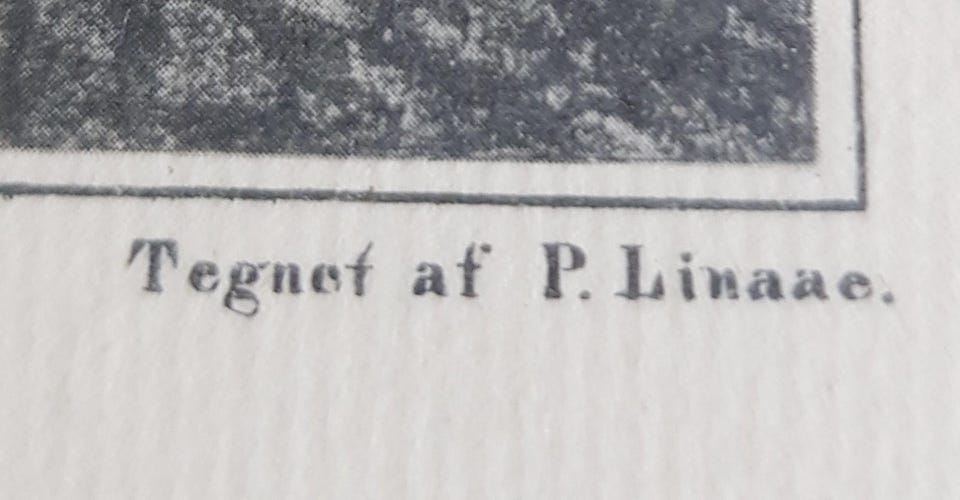 Tegnet af P. Linaae.